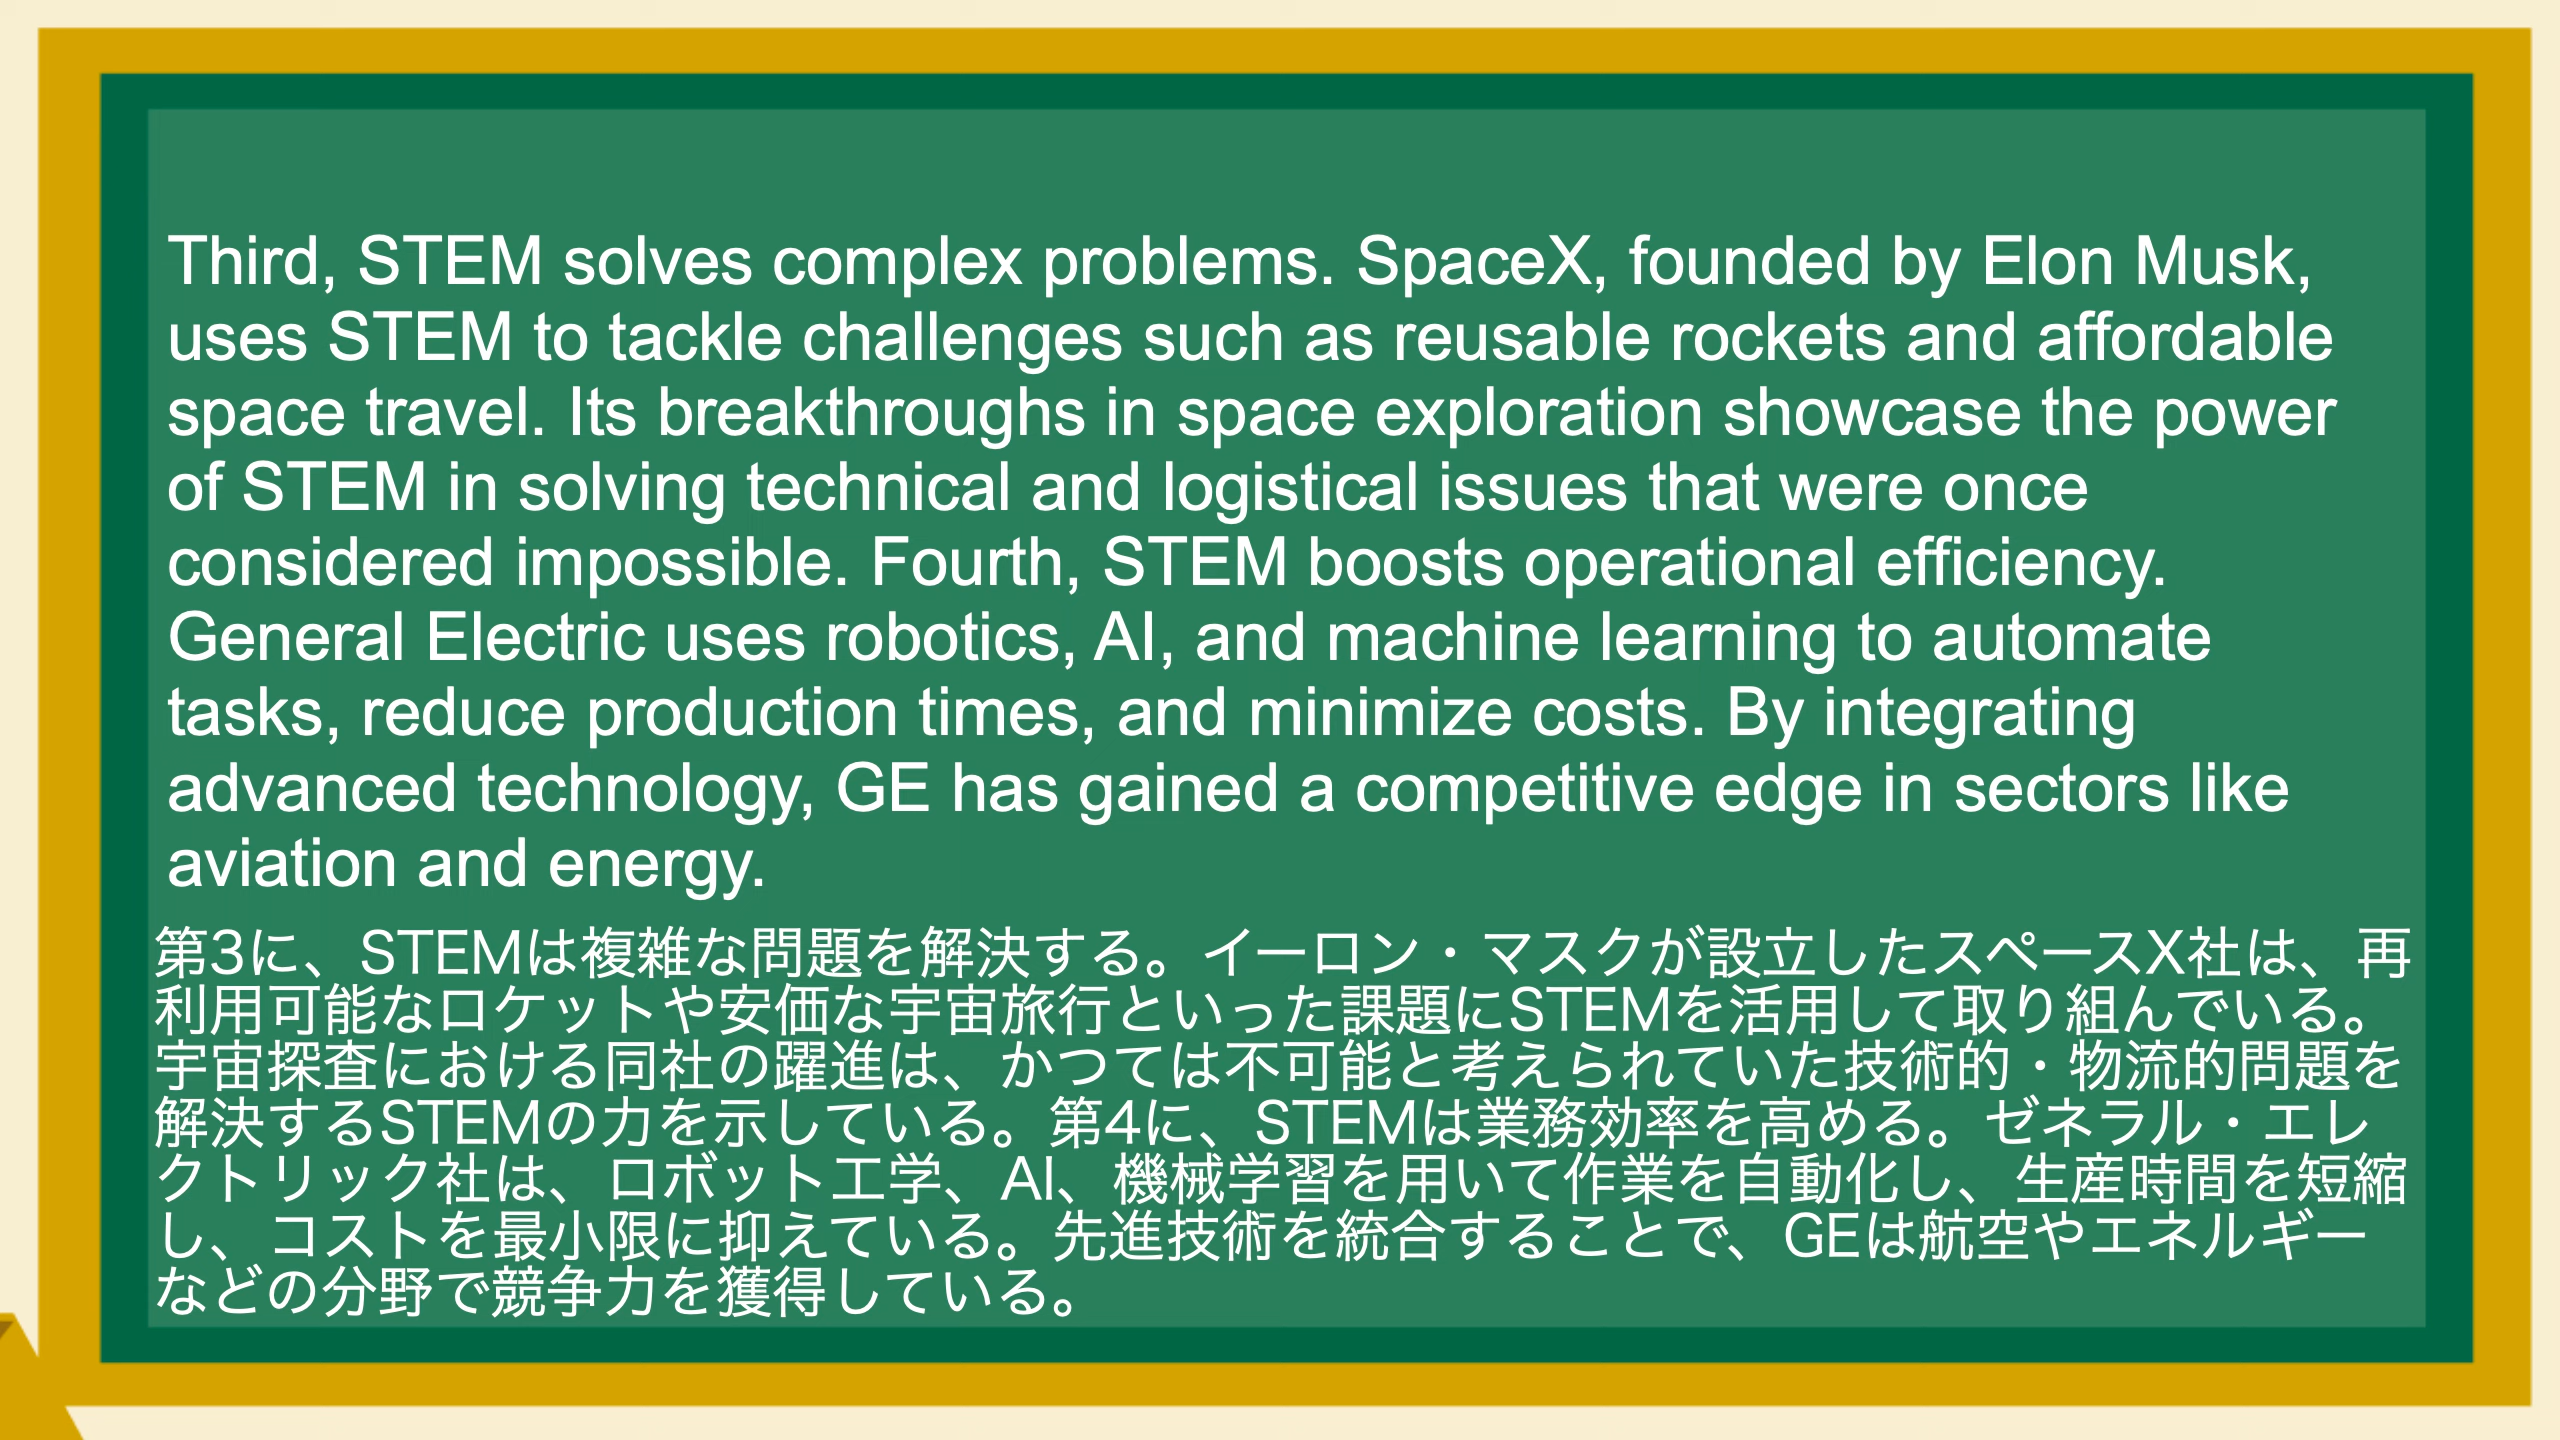 Third, STEM solves complex problems. SpaceX, founded by Elon Musk,
uses STEM to tackle challenges such as reusable rockets and affordable
space travel. Its breakthroughs in space exploration showcase the power
of STEM in solving technical and logistical issues that were once
considered impossible. Fourth, STEM boosts operational efficiency.
General Electric uses robotics, AI, and machine learning to automate
tasks, reduce production times, and minimize costs. By integrating
advanced technology, GE has gained a competitive edge in sectors like
aviation and energy.
第3に、STEMは複雑な問題を解決する。イーロン・マスクが設立したスペースX社は、再
利用可能なロケットや安価な宇宙旅行といった課題にSTEMを活用して取り組んでいる。
宇宙探査における同社の躍進は、かつては不可能と考えられていた技術的・物流的問題を
解決するSTEMの力を示している。第4に、STEMは業務効率を高める。ゼネラル・エレ
クトリック社は、ロボット工学、AI、機械学習を用いて作業を自動化し、生産時間を短縮
し、コストを最小限に抑えている。先進技術を統合することで、GEは航空やエネルギー
などの分野で競争力を獲得している。